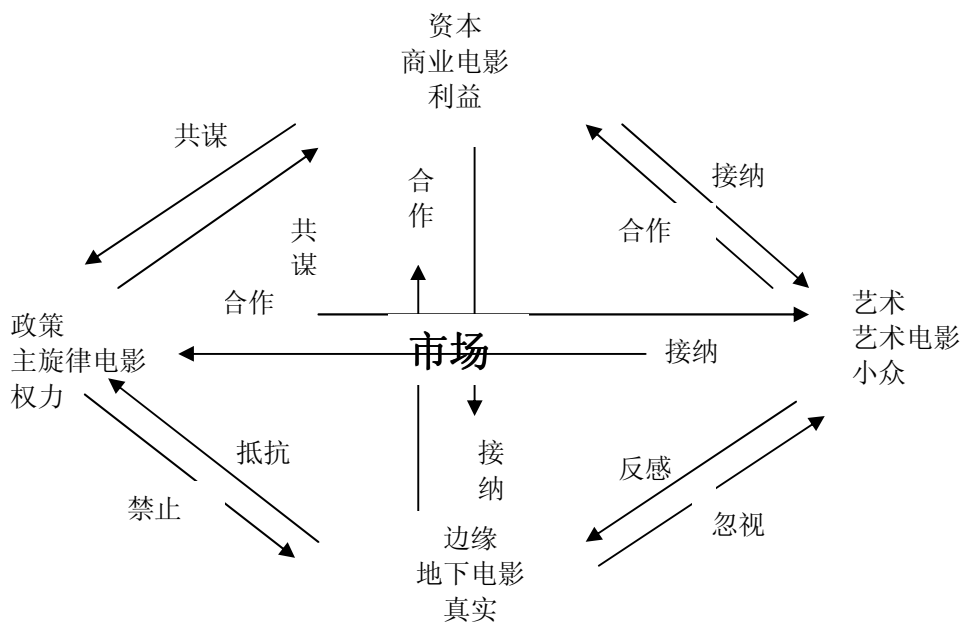 资本
商业电影
利益
共谋
接纳
合
作
共
谋
合作
合作
政策
主旋律电影
权力
市场
接纳
艺术
艺术电影
小众
抵抗
接
纳
反感
禁止
忽视
边缘
地下电影
真实